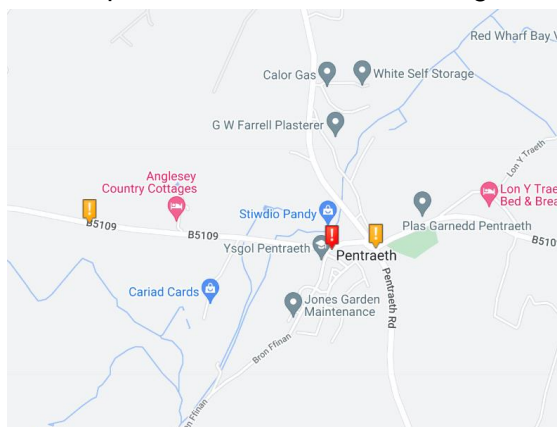 Red Wharf Bay V
Calor Gas
White Self Storage
G W Farrell Plasterer
Lon Y Traeth
Anglesey
Country Cottages
Lon Y Trae
Bed & Brea
Stiwdio Pandy
Plas Garnedd Pentraeth
B5109
B5109
B5109
Ysgol Pentraeth
Pentraeth
Cariad Cards
Jones Garden
Maintenance
Pentraeth Rd
Bron Ffinan
Ffinan